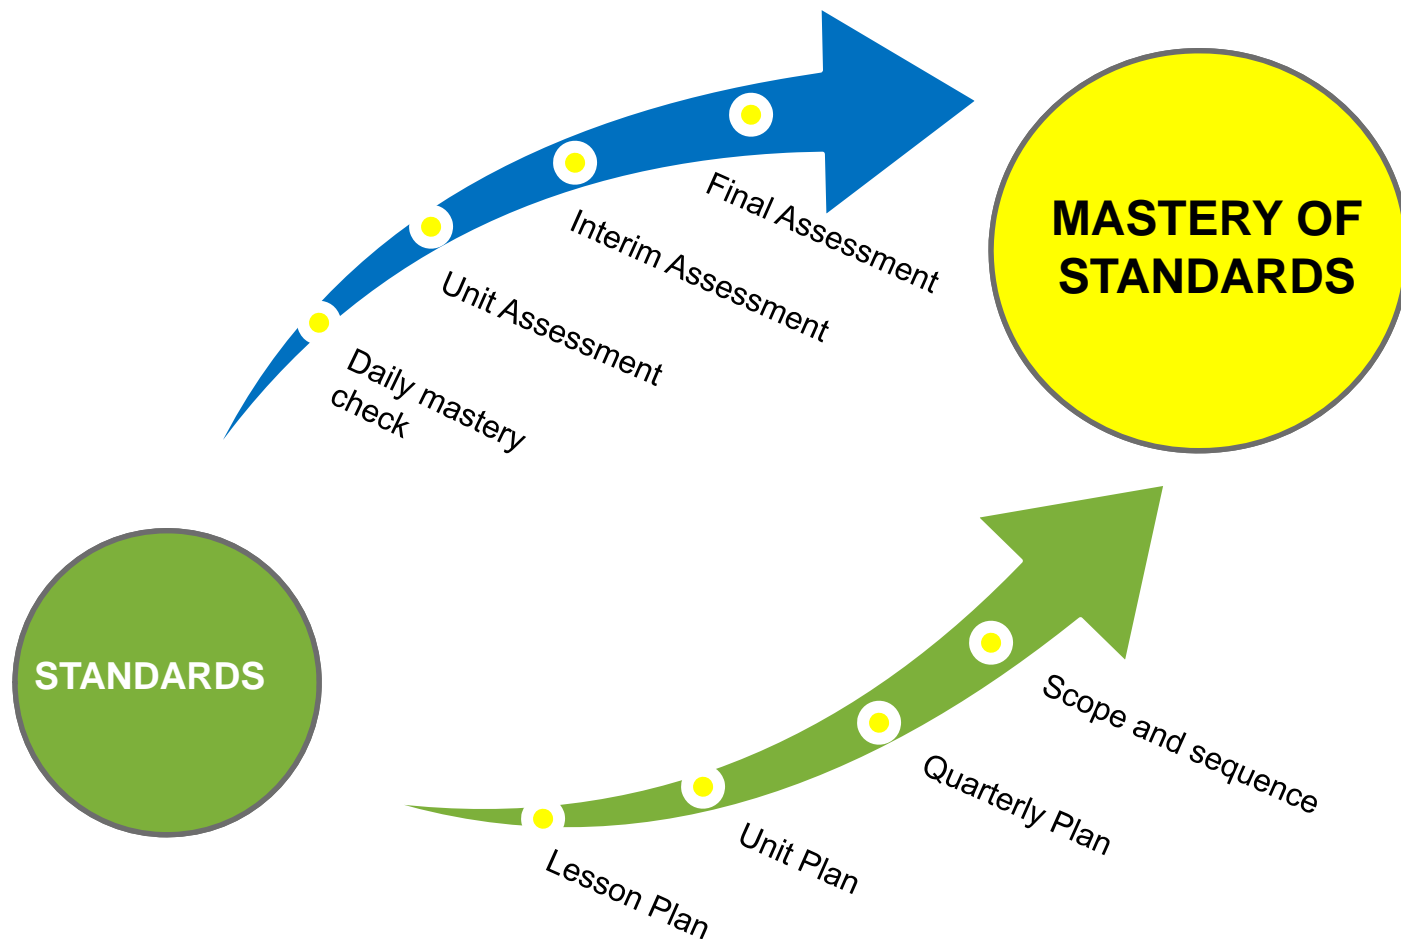 MASTERY OF
STANDARDS
Final Assessment
Interim Assessment
Unit Assessment
Daily mastery
check
STANDARDS
Scope and sequence
Quarterly Plan
Unit Plan
Lesson Plan